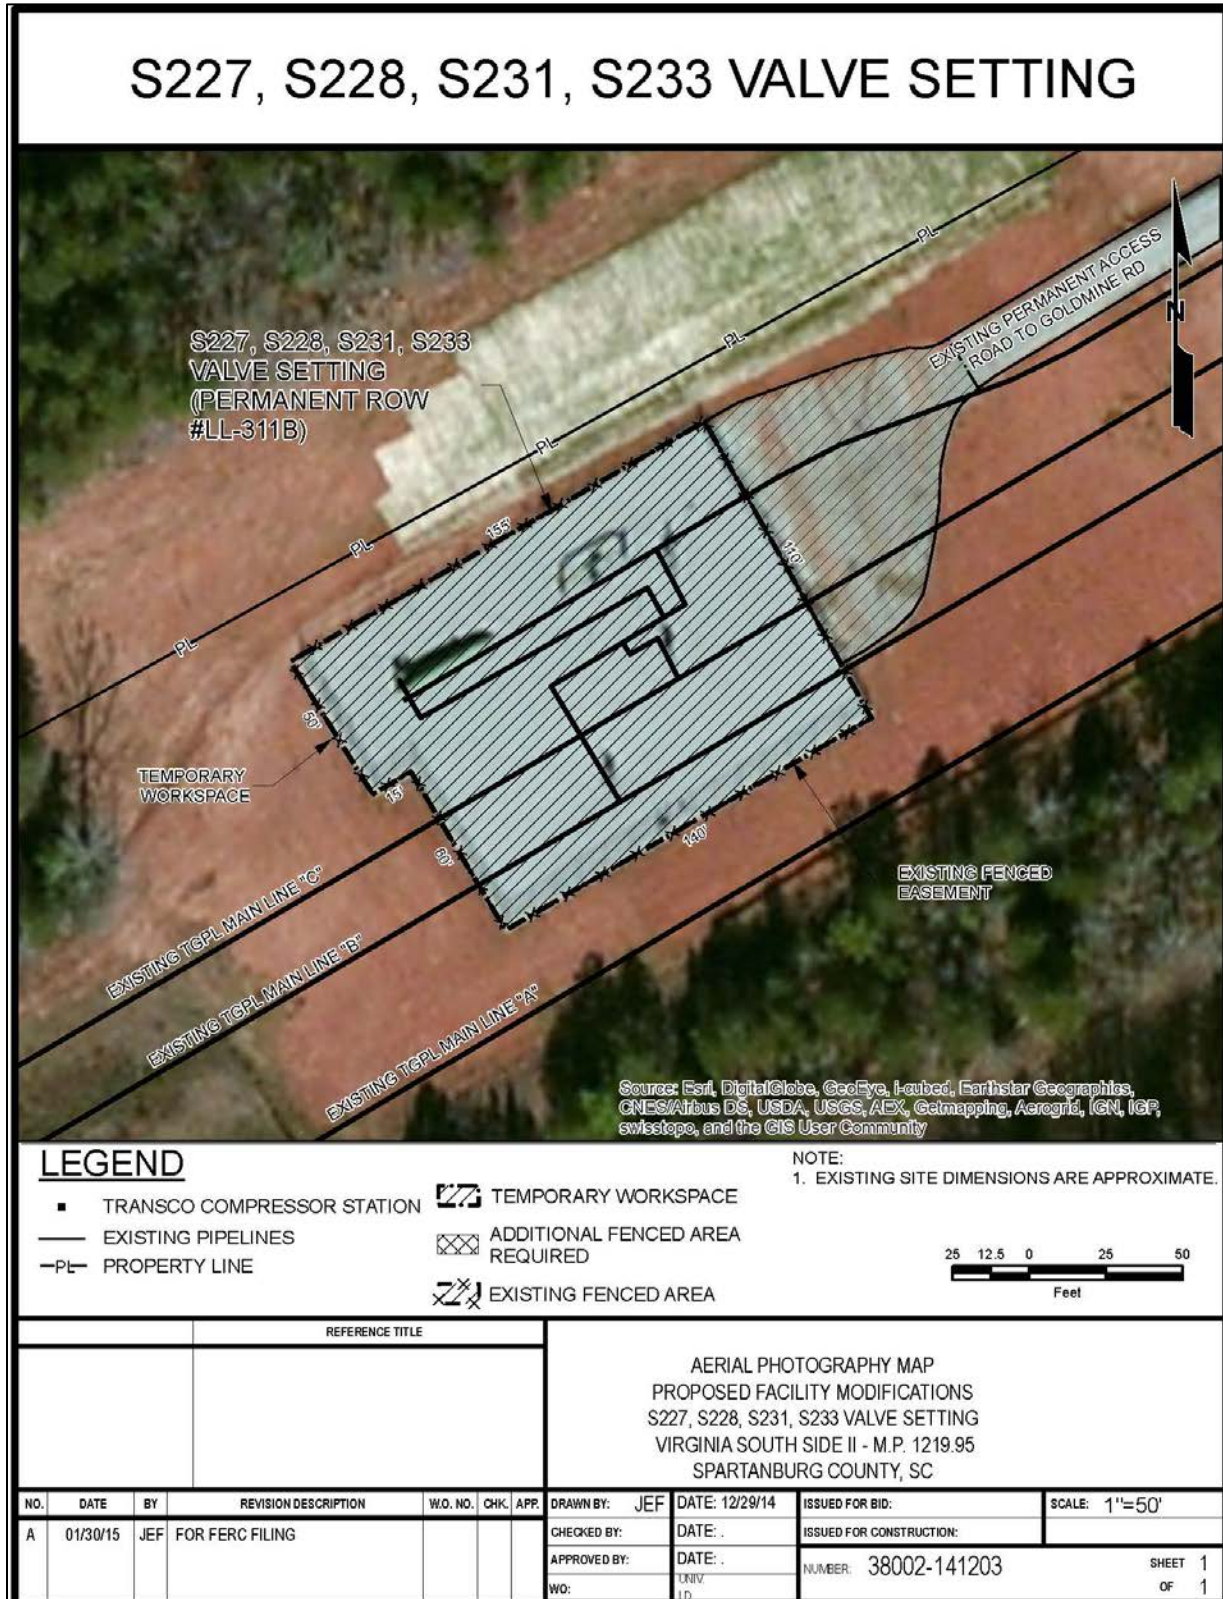 S227, S228, S231, S233 VALVE SETTING
PL
EXISTING PERMANENT ACCESS
ROAD TO GOLDMINE RD
N
PL
S227, S228, S231, S233
VALVE SETTING
(PERMANENT ROW
#LL-311B)
PL
155'
PL
110'
PL
50'
TEMPORARY
WORKSPACE
15'
60'
140'
EXISTING FENCED
EASEMENT
EXISTING TGPL MAIN LINE "C"
EXISTING TGPL MAIN LINE "B"
EXISTING TGPL MAIN LINE "A"
Source: Esri, DigitalGlobe, GeoEye, i-cubed, Earthstar Geographics,
CNES/Airbus DS, USDA, USGS, AEX, Getmapping, Aerogrid, IGN, IGP,
swisstopo, and the GIS User Community
LEGEND
TRANSCO COMPRESSOR STATION
EXISTING PIPELINES
PL PROPERTY LINE
TEMPORARY WORKSPACE
ADDITIONAL FENCED AREA
REQUIRED
EXISTING FENCED AREA
NOTE:
1. EXISTING SITE DIMENSIONS ARE APPROXIMATE.
25 12.5 0 25 50
Feet
REFERENCE TITLE
AERIAL PHOTOGRAPHY MAP
PROPOSED FACILITY MODIFICATIONS
S227, S228, S231, S233 VALVE SETTING
VIRGINIA SOUTH SIDE II - M.P. 1219.95
SPARTANBURG COUNTY, SC
NO. DATE BY REVISION DESCRIPTION W.O. NO. CHK. APP.
A 01/30/15 JEF FOR FERC FILING
DRAWN BY: JEF DATE: 12/29/14 ISSUED FOR BID: SCALE: 1"=50'
CHECKED BY: DATE: . ISSUED FOR CONSTRUCTION:
APPROVED BY: DATE: . NUMBER: 38002-141203 SHEET 1
WO: UNIV. I.D. OF 1